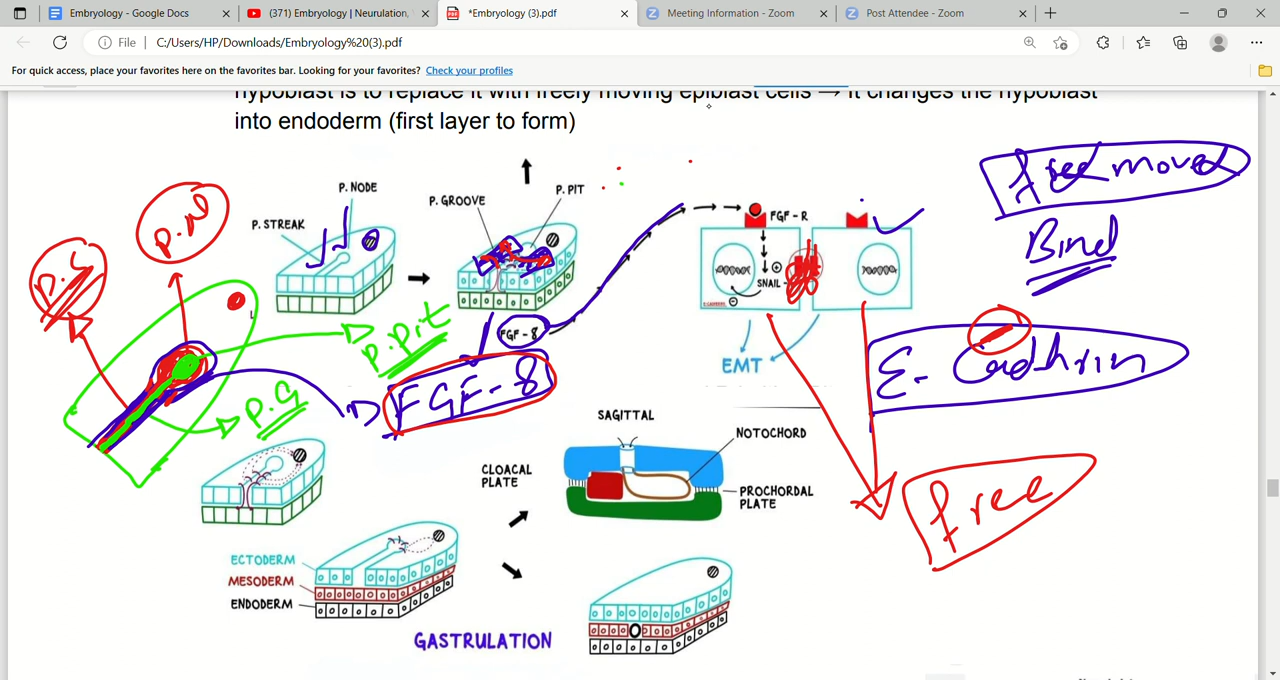 Embryology - Google Docs
(371) Embryology | Neurulation,
*Embryology (3).pdf
Meeting Information - Zoom
Post Attendee - Zoom
File
C:/Users/HP/Downloads/Embryology%20(3).pdf
For quick access, place your favorites here on the favorites bar. Looking for your favorites? Check your profiles
hypoblast is to replace it with freely moving epiblast cells → It changes the hypoblast
into endoderm (first layer to form)
P. NODE
P. STREAK
P. GROOVE
P. PIT
FGF - R
SNAIL
FGF - 8
EMT
free moved
Bind
E- Cadhrin
free
P.N
P.S
P.Pit
P.G
FGF-8
SAGITTAL
NOTOCHORD
CLOACAL
PLATE
PROCHORDAL
PLATE
ECTODERM
MESODERM
ENDODERM
GASTRULATION